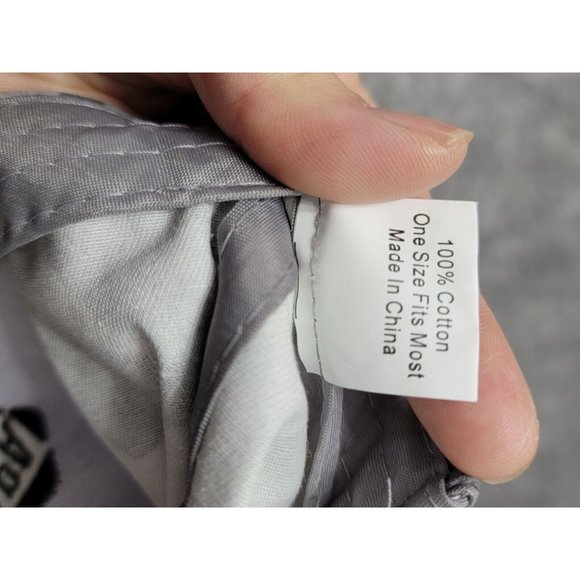 100% Cotton
One Size Fits Most
Made In China